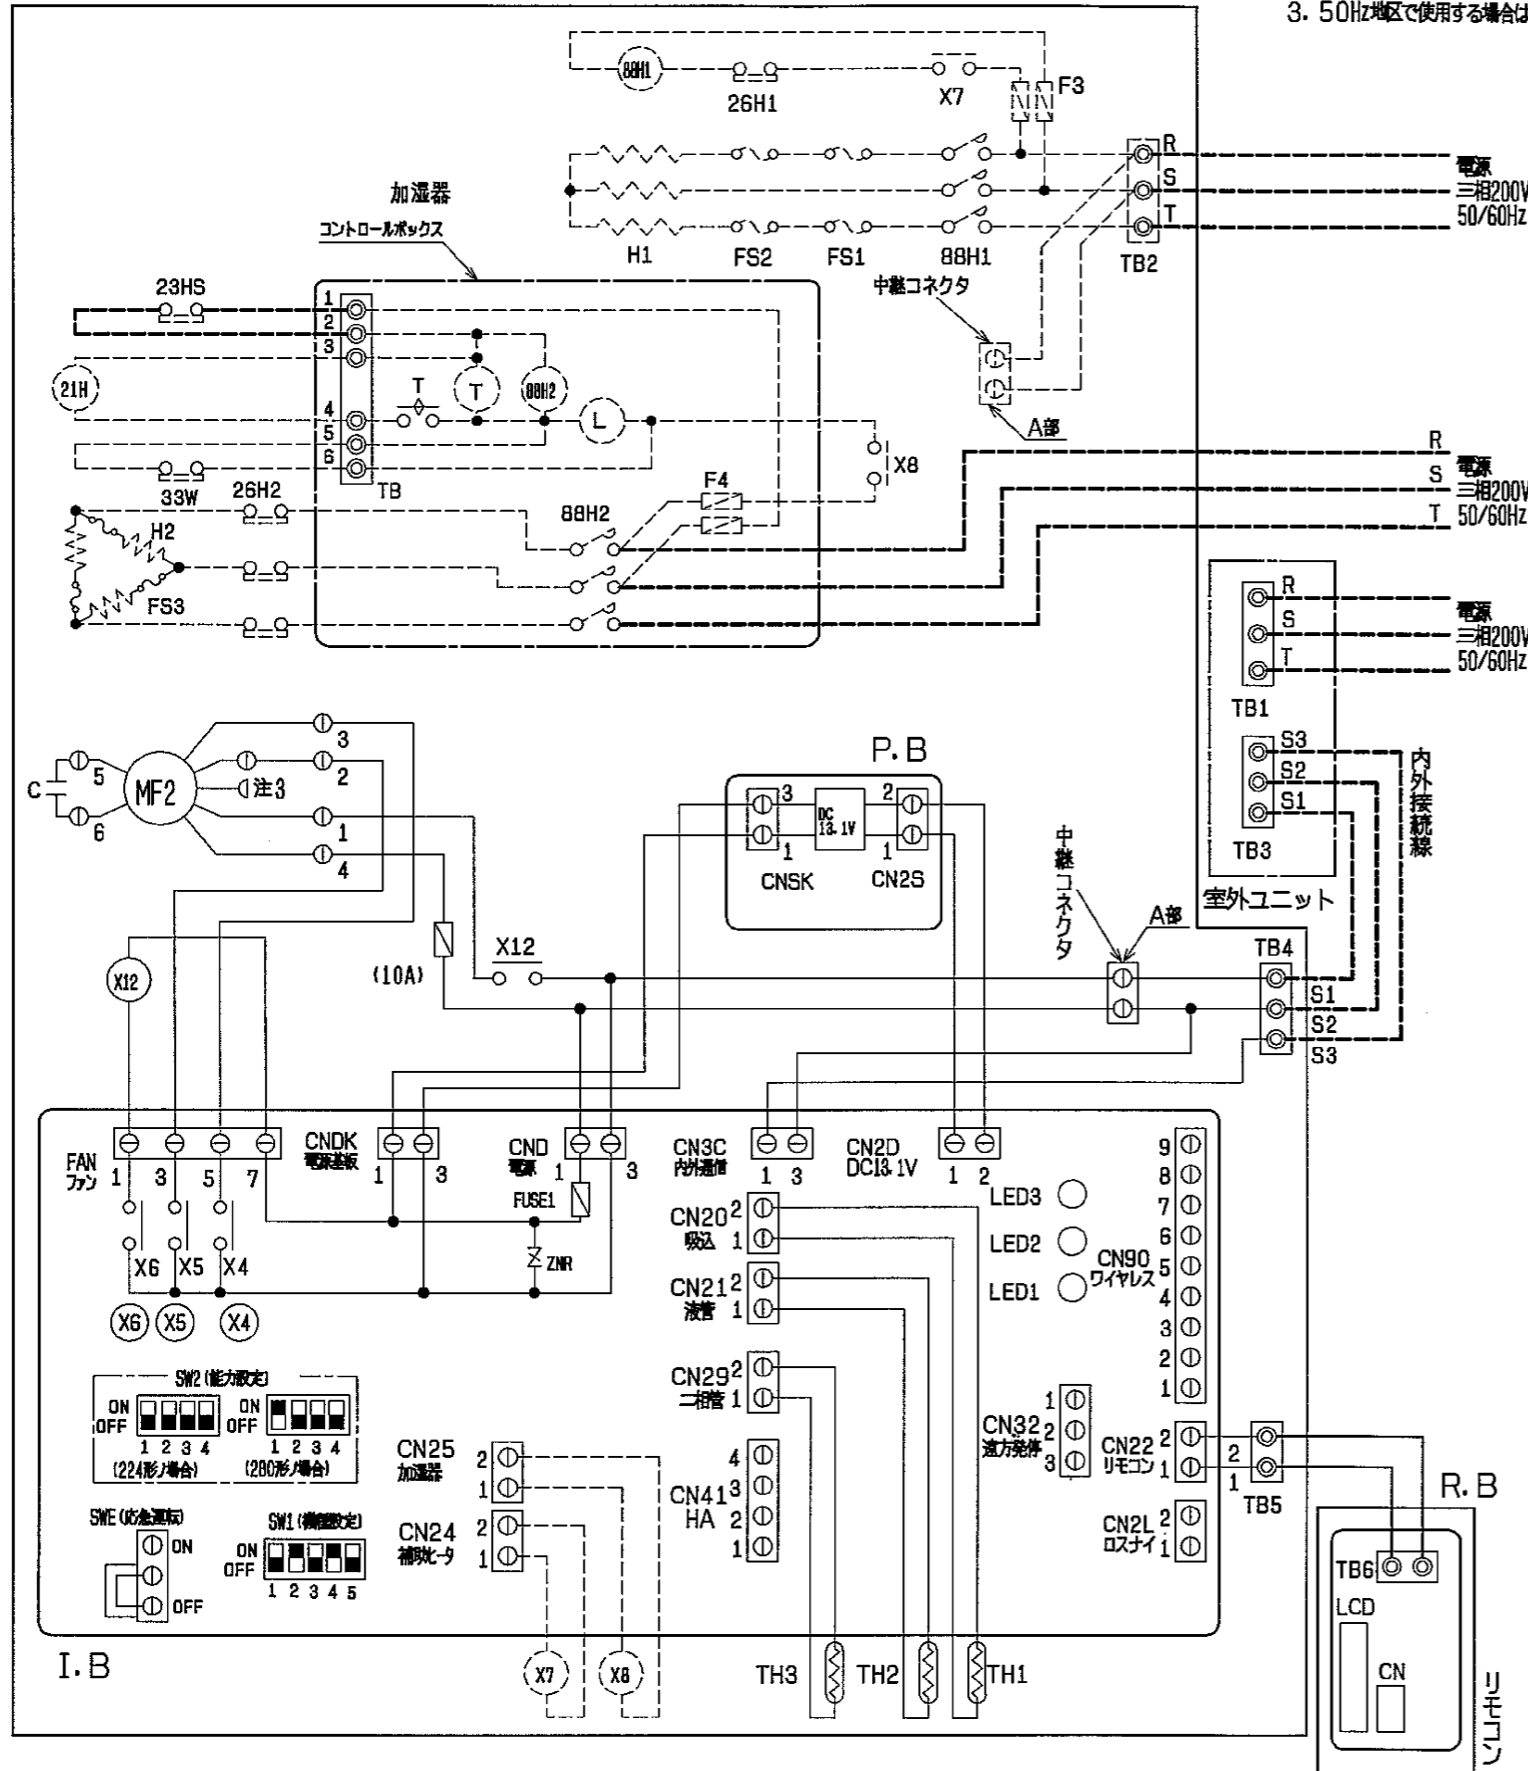 3. 50Hz地区で使用する場合は
88H1
26H1
X7
F3
R
S
T
TB2
電源
三相200V
50/60Hz
H1
FS2
FS1
88H1
加湿器
コントロールボックス
中継コネクタ
A部
23HS
1
2
3
4
5
6
21H
T
T
88H2
L
X8
TB
33W
26H2
H2
FS3
88H2
F4
R
S
T
電源
三相200V
50/60Hz
R
S
T
電源
三相200V
50/60Hz
TB1
S3
S2
S1
TB3
室外ユニット
内外接続線
C
5
6
MF2
3
2
注3
1
4
P.B
3
1
DC
13.1V
2
1
CNSK
CN2S
中継コネクタ
A部
TB4
S1
S2
S3
X12
(10A)
X12
FAN
ファン
1
3
5
7
CNDK
電源基板
1
3
CND
電源
1
3
FUSE1
ZNR
CN3C
内外通信
1
3
CN2D
DC13.1V
1
2
X6
X5
X4
X6
X5
X4
CN20
吸込
2
1
CN21
液管
2
1
CN29
二相管
2
1
LED3
LED2
LED1
CN90
ワイヤレス
9
8
7
6
5
4
3
2
1
SW2(能力設定)
ON
OFF
1 2 3 4
(224形ノ場合)
ON
OFF
1 2 3 4
(280形ノ場合)
SWE(応急運転)
ON
OFF
SW1(機種設定)
ON
OFF
1 2 3 4 5
CN25
加湿器
2
1
CN24
補助ヒータ
2
1
CN41
HA
4
3
2
1
CN32
遠方発停
1
2
3
CN22
リモコン
2
1
2
1
TB5
CN2L
ロスナイ
2
1
R.B
TB6
LCD
CN
リモコン
I.B
X7
X8
TH3
TH2
TH1